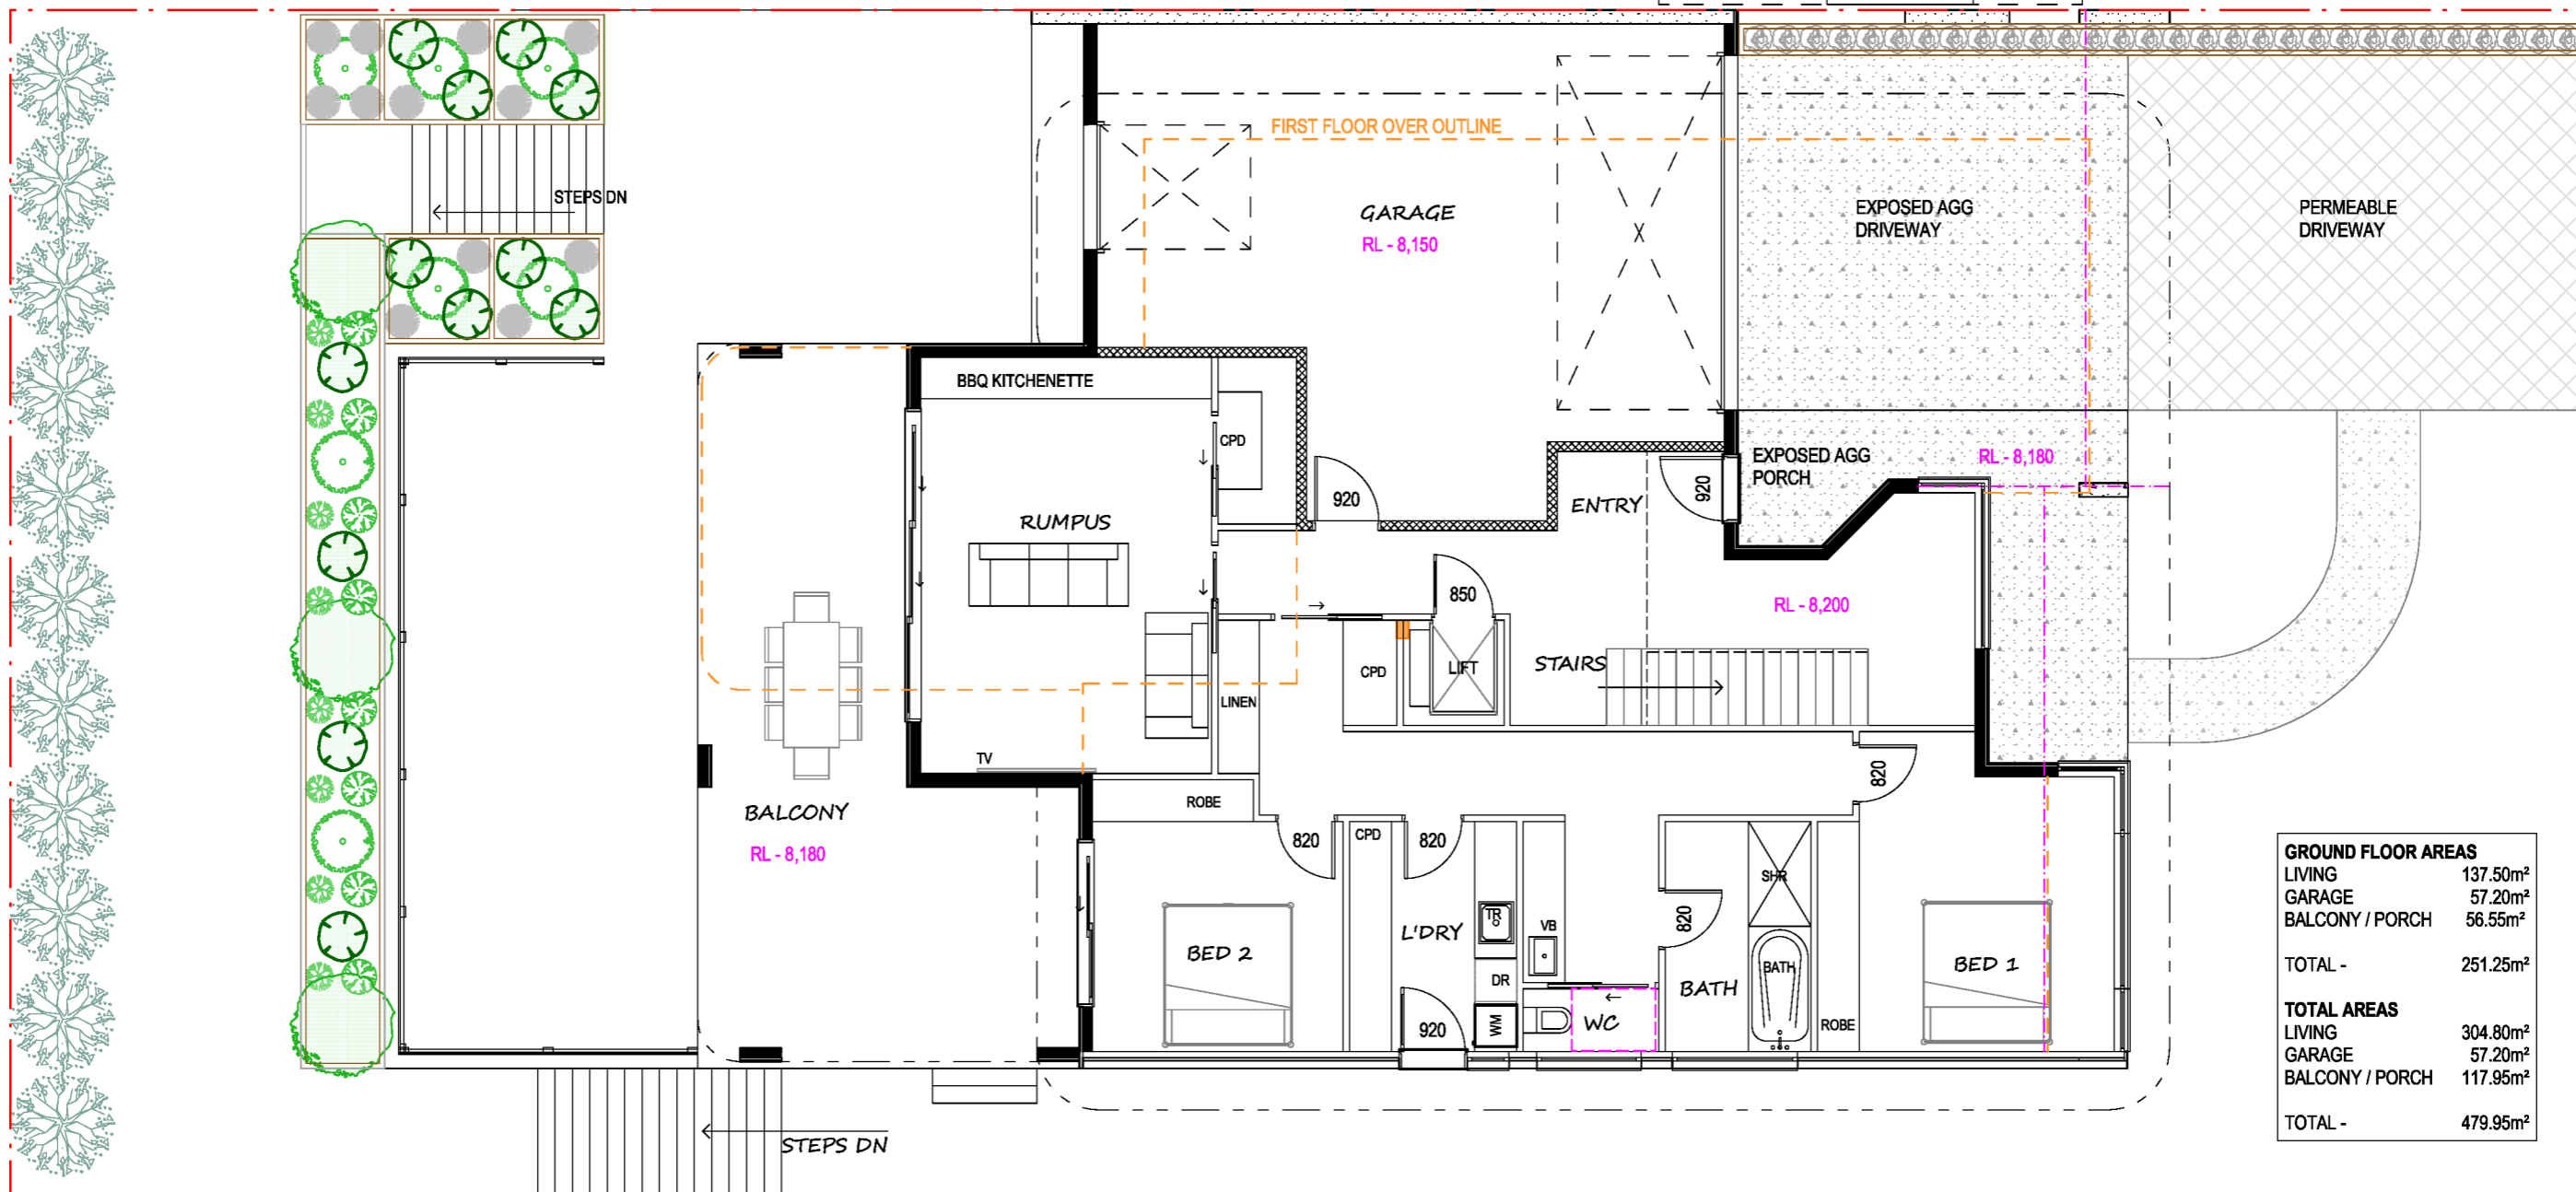 FIRST FLOOR OVER OUTLINE
STEPS DN
GARAGE
RL - 8,150
EXPOSED AGG
DRIVEWAY
PERMEABLE
DRIVEWAY
BBQ KITCHENETTE
CPD
EXPOSED AGG
PORCH
RL - 8,180
920
920
ENTRY
RUMPUS
850
RL - 8,200
CPD
LIFT
STAIRS
LINEN
TV
820
ROBE
BALCONY
RL - 8,180
820
CPD
820
SHR
TR
VB
820
L'DRY
BED 2
BATH
BED 1
DR
BATH
920
WM
WC
ROBE
STEPS DN
GROUND FLOOR AREAS
LIVING 137.50m²
GARAGE 57.20m²
BALCONY / PORCH 56.55m²
TOTAL - 251.25m²
TOTAL AREAS
LIVING 304.80m²
GARAGE 57.20m²
BALCONY / PORCH 117.95m²
TOTAL - 479.95m²